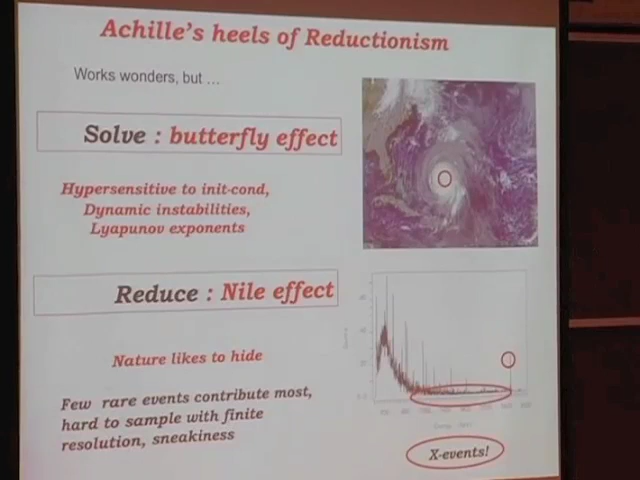 Achille's heels of Reductionism
Works wonders, but ...
Solve : butterfly effect
Hypersensitive to init-cond,
Dynamic instabilities,
Lyapunov exponents
Reduce : Nile effect
Nature likes to hide
Few rare events contribute most,
hard to sample with finite
resolution, sneakiness
X-events!